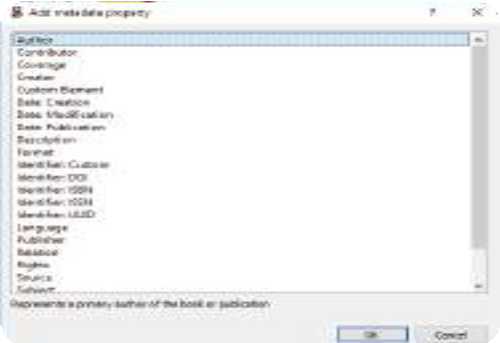 Add metadata property
?
Author
Contributor
Coverage
Creator
Custom Element
Date: Creation
Date: Modification
Date: Publication
Description
Format
Identifier: Custom
Identifier: DOI
Identifier: ISBN
Identifier: ISSN
Identifier: UUID
Language
Publisher
Relation
Rights
Source
Subject
Represents a primary author of the book or publication
OK Cancel